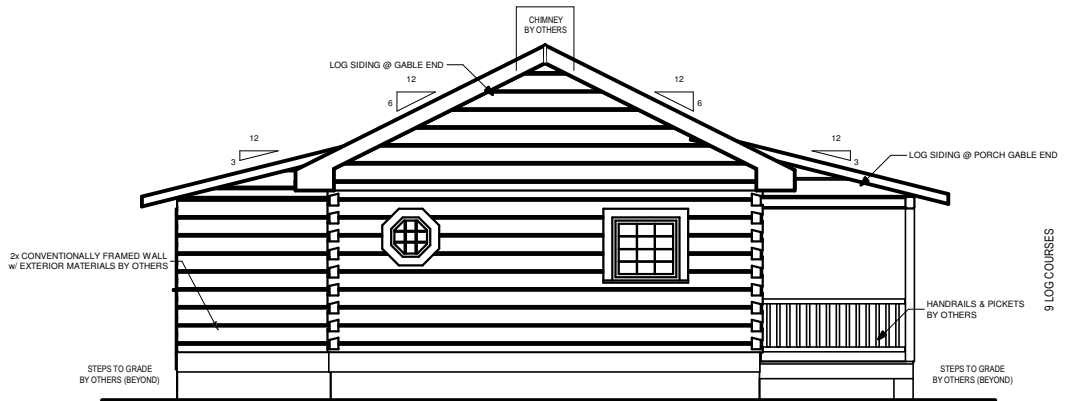 CHIMNEY
BY OTHERS
LOG SIDING @ GABLE END
12
6
12
6
12
3
12
3
LOG SIDING @ PORCH GABLE END
2x CONVENTIONALLY FRAMED WALL
w/ EXTERIOR MATERIALS BY OTHERS
9 LOG COURSES
HANDRAILS & PICKETS
BY OTHERS
STEPS TO GRADE
BY OTHERS (BEYOND)
STEPS TO GRADE
BY OTHERS (BEYOND)